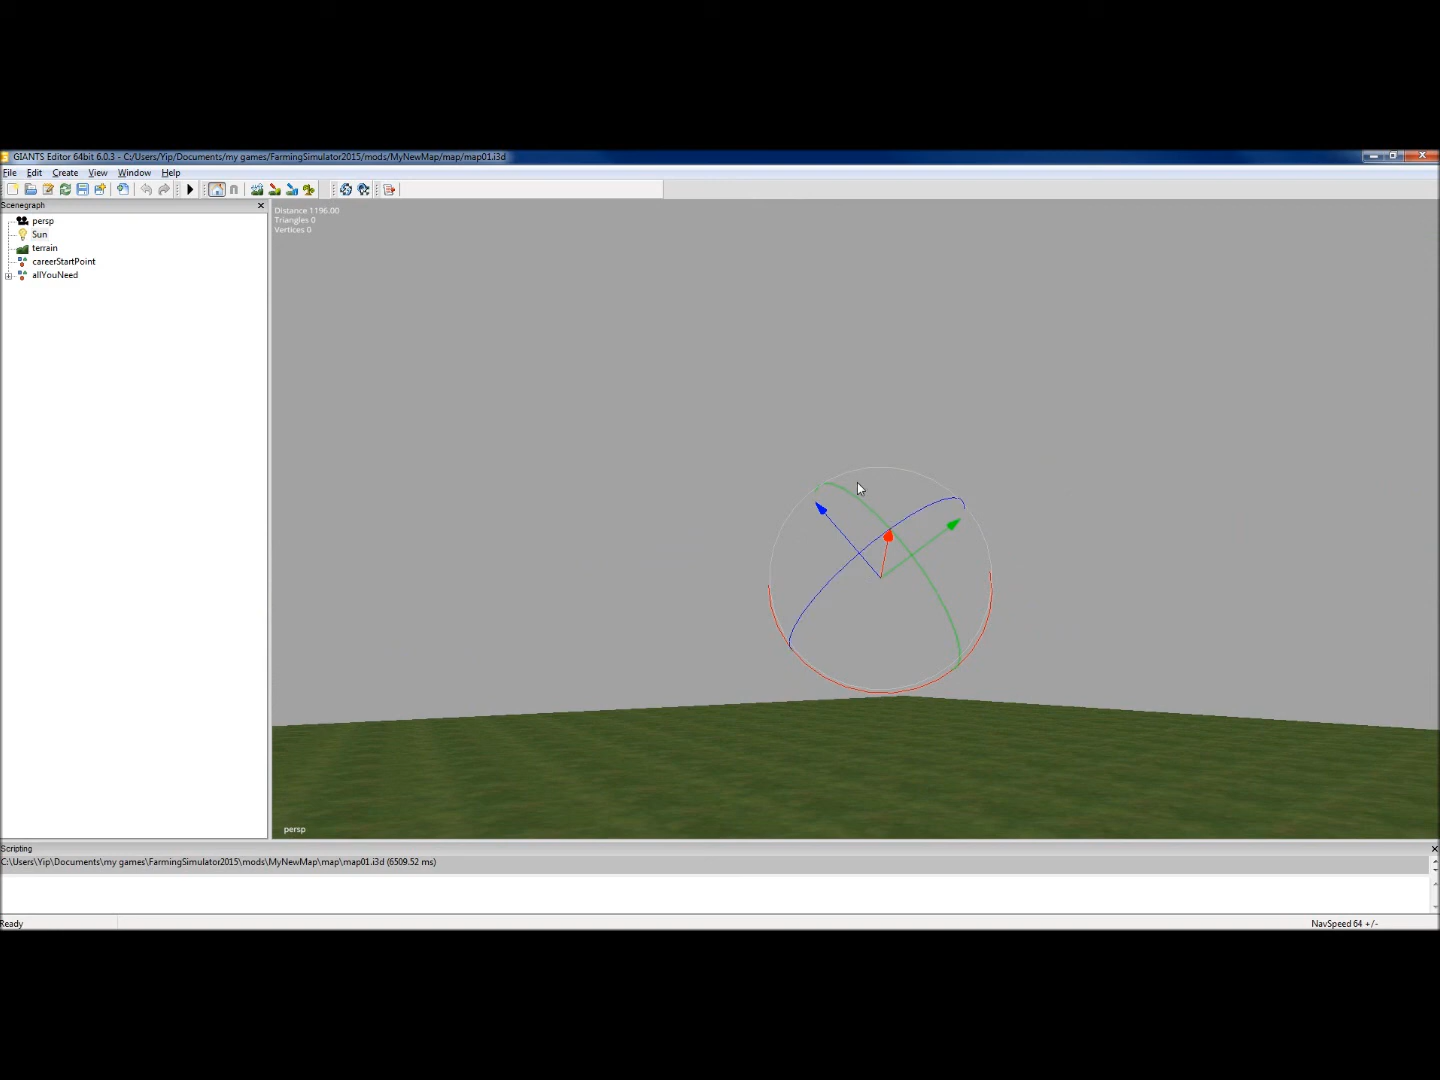 GIANTS Editor 64bit 6.0.3 - C:/Users/Yip/Documents/my games/FarmingSimulator2015/mods/MyNewMap/map/map01.i3d
File Edit Create View Window Help
Scenegraph
persp
Sun
terrain
careerStartPoint
allYouNeed
Distance 1196.00
Triangles 0
Vertices 0
persp
Scripting
C:\Users\Yip\Documents\my games\FarmingSimulator2015\mods\MyNewMap\map\map01.i3d (6509.52 ms)
Ready
NavSpeed 64 +/-